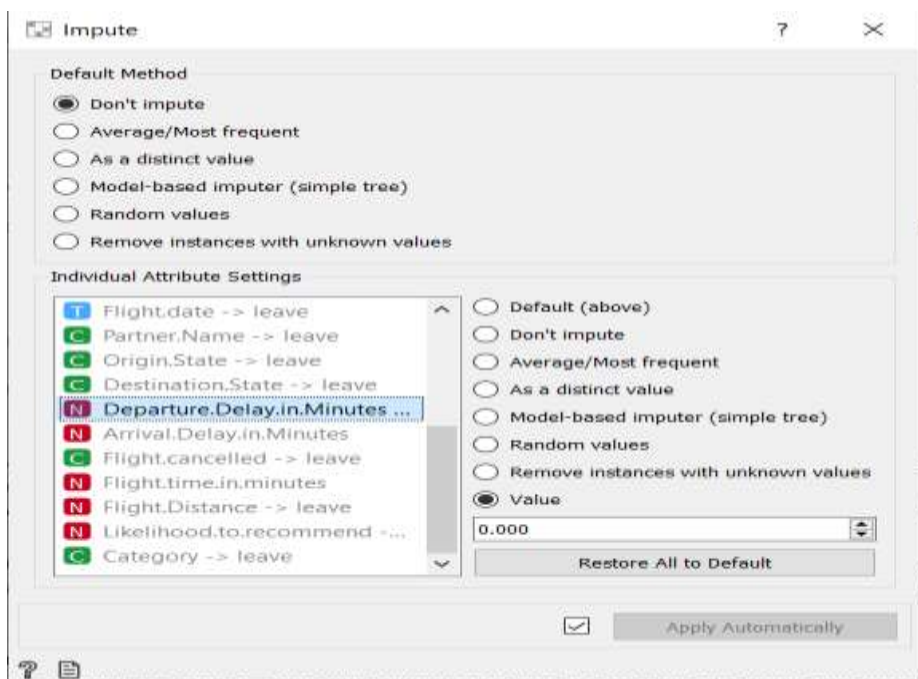 Impute
?
Default Method
Don't impute
Average/Most frequent
As a distinct value
Model-based imputer (simple tree)
Random values
Remove instances with unknown values
Individual Attribute Settings
T Flight.date -> leave
C Partner.Name -> leave
C Origin.State -> leave
C Destination.State -> leave
N Departure.Delay.in.Minutes ...
N Arrival.Delay.in.Minutes
C Flight.cancelled -> leave
N Flight.time.in.minutes
N Flight.Distance -> leave
N Likelihood.to.recommend -...
C Category -> leave
Default (above)
Don't impute
Average/Most frequent
As a distinct value
Model-based imputer (simple tree)
Random values
Remove instances with unknown values
Value
0.000
Restore All to Default
Apply Automatically
?